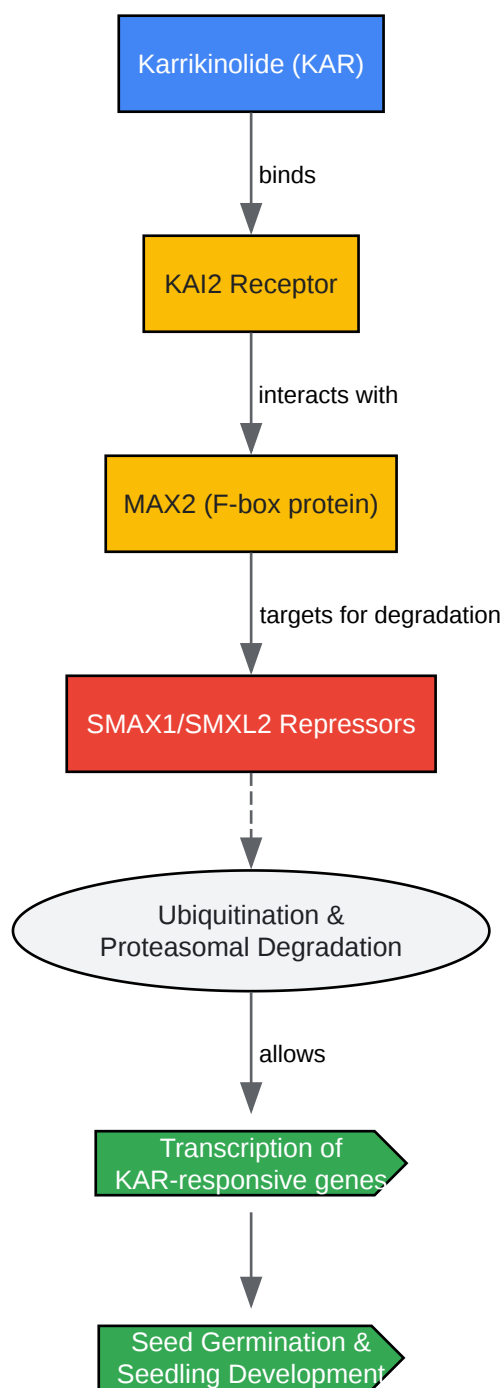 Karrikinolide (KAR)
binds
KAI2 Receptor
interacts with
MAX2 (F-box protein)
targets for degradation
SMAX1/SMXL2 Repressors
Ubiquitination &
Proteasomal Degradation
allows
Transcription of
KAR-responsive genes
Seed Germination &
Seedling Development